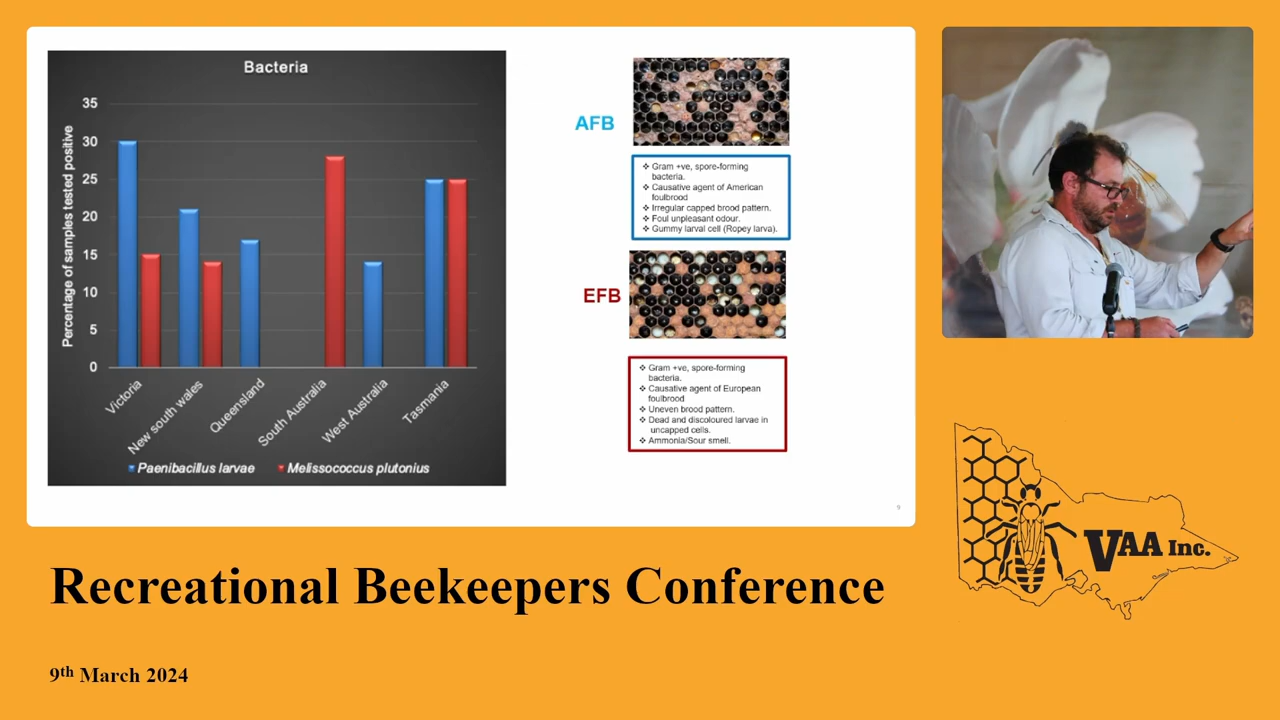 Bacteria
Percentage of samples tested positive
35
30
25
20
15
10
5
0
Victoria
New south wales
Queensland
South Australia
West Australia
Tasmania
Paenibacillus larvae
Melissococcus plutonius
AFB
❖ Gram +ve, spore-forming
bacteria.
❖ Causative agent of American
foulbrood
❖ Irregular capped brood pattern.
❖ Foul unpleasant odour.
❖ Gummy larval cell (Ropey larva).
EFB
❖ Gram +ve, spore-forming
bacteria.
❖ Causative agent of European
foulbrood
❖ Uneven brood pattern.
❖ Dead and discoloured larvae in
uncapped cells.
❖ Ammonia/Sour smell.
9
VAA Inc.
Recreational Beekeepers Conference
9th March 2024